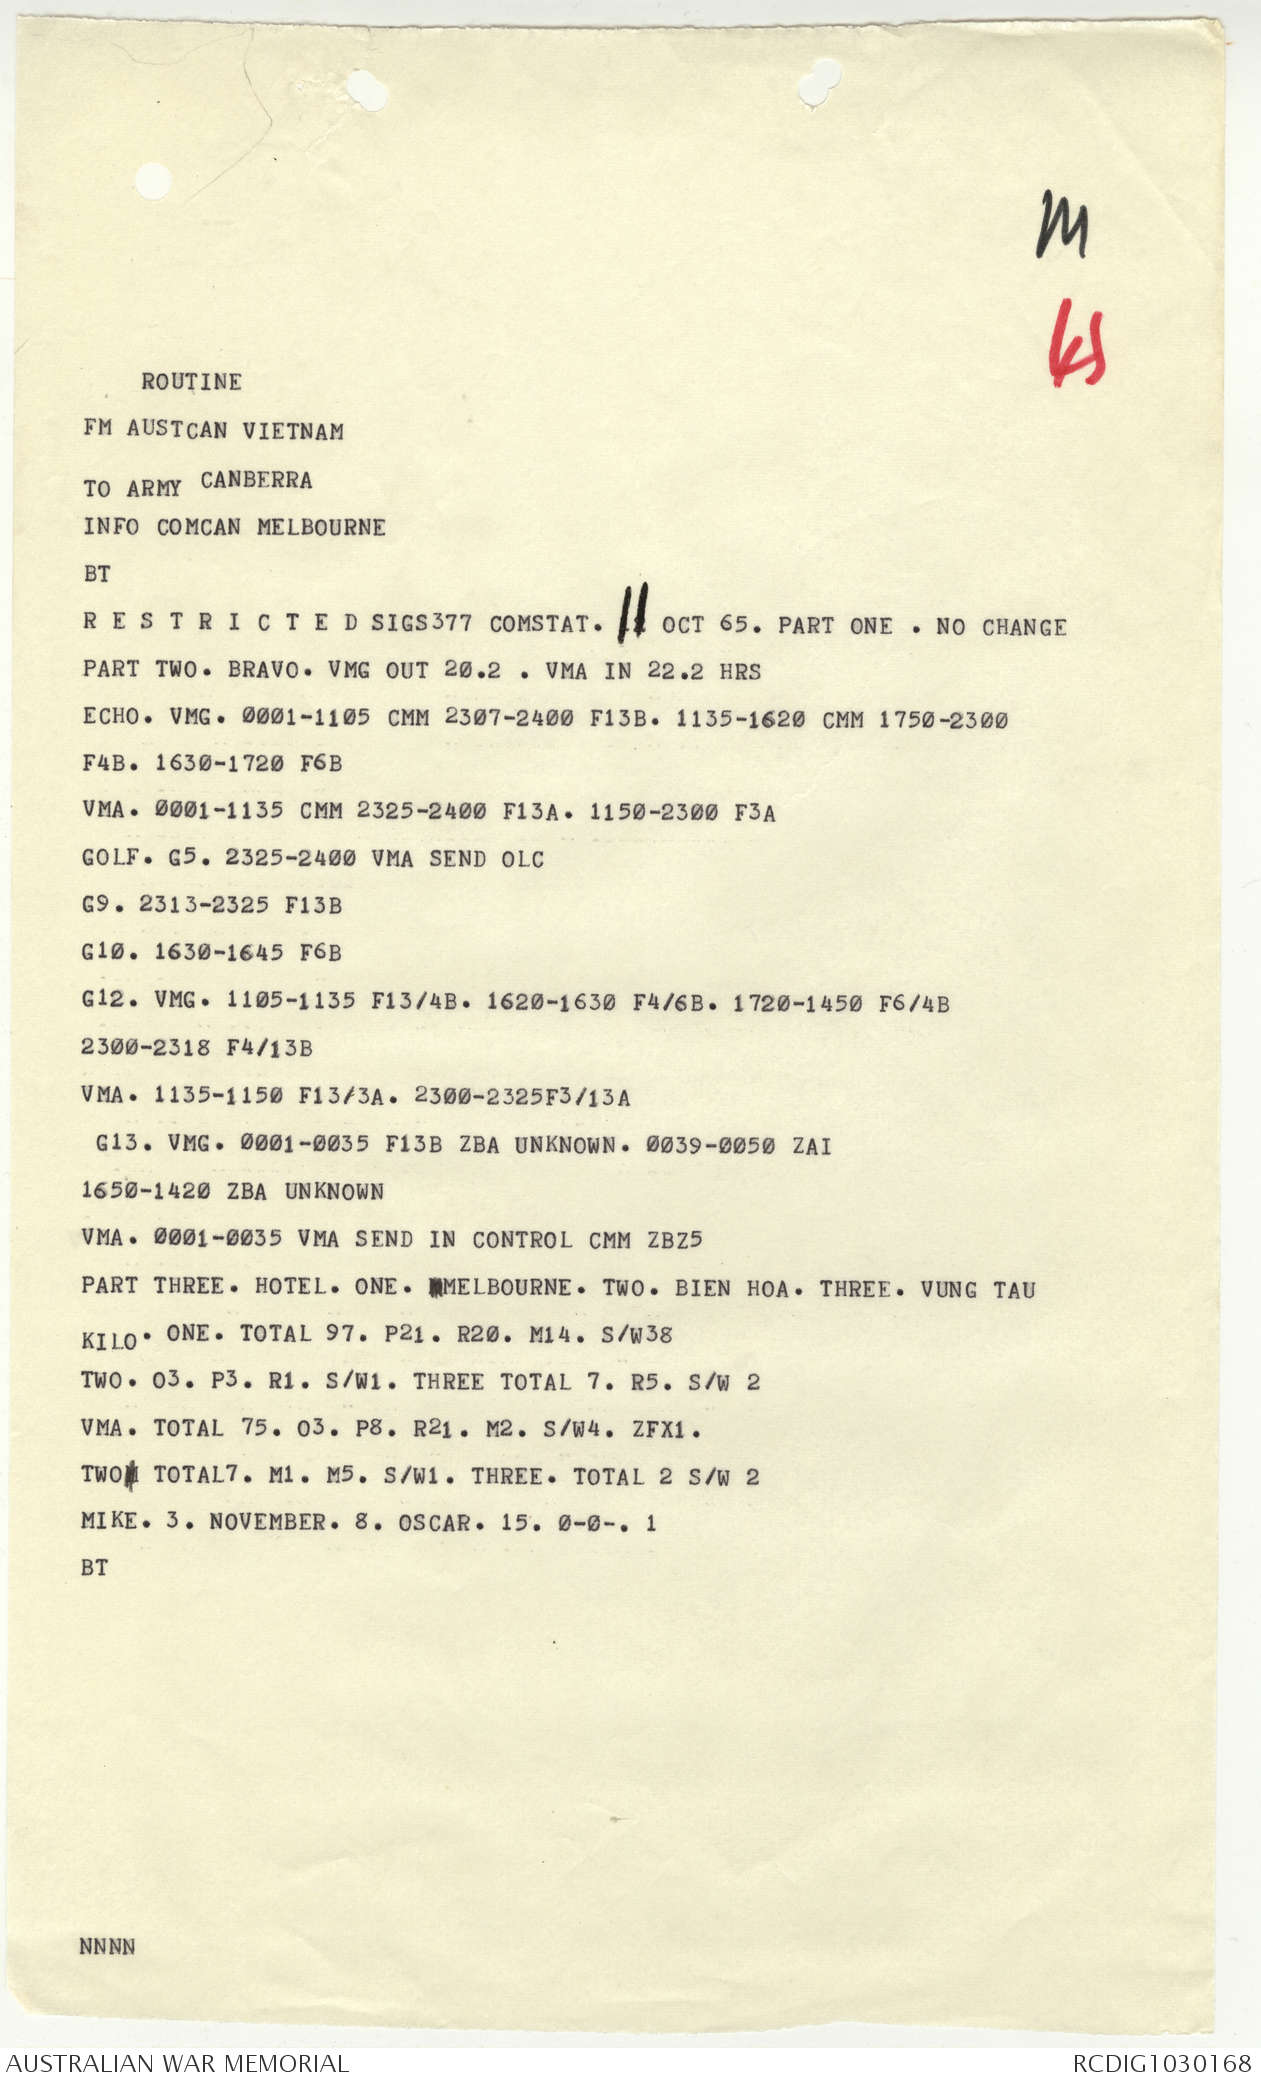 M
KS
ROUTINE
FM AUSTCAN VIETNAM
TO ARMY CANBERRA
INFO COMCAN MELBOURNE
BT
R E S T R I C T E D SIGS377 COMSTAT. 11 OCT 65. PART ONE . NO CHANGE
PART TWO. BRAVO. VMG OUT 20.2 . VMA IN 22.2 HRS
ECHO. VMG. 0001-1105 CMM 2307-2400 F13B. 1135-1620 CMM 1750-2300
F4B. 1630-1720 F6B
VMA. 0001-1135 CMM 2325-2400 F13A. 1150-2300 F3A
GOLF. G5. 2325-2400 VMA SEND OLC
G9. 2313-2325 F13B
G10. 1630-1645 F6B
G12. VMG. 1105-1135 F13/4B. 1620-1630 F4/6B. 1720-1450 F6/4B
2300-2318 F4/13B
VMA. 1135-1150 F13/3A. 2300-2325F3/13A
G13. VMG. 0001-0035 F13B ZBA UNKNOWN. 0039-0050 ZAI
1650-1420 ZBA UNKNOWN
VMA. 0001-0035 VMA SEND IN CONTROL CMM ZBZ5
PART THREE. HOTEL. ONE. MELBOURNE. TWO. BIEN HOA. THREE. VUNG TAU
KILO. ONE. TOTAL 97. P21. R20. M14. S/W38
TWO. O3. P3. R1. S/W1. THREE TOTAL 7. R5. S/W 2
VMA. TOTAL 75. O3. P8. R21. M2. S/W4. ZFX1.
TWO TOTAL7. M1. M5. S/W1. THREE. TOTAL 2 S/W 2
MIKE. 3. NOVEMBER. 8. OSCAR. 15. 0-0-. 1
BT
NNNN
AUSTRALIAN WAR MEMORIAL
RCDIG1030168